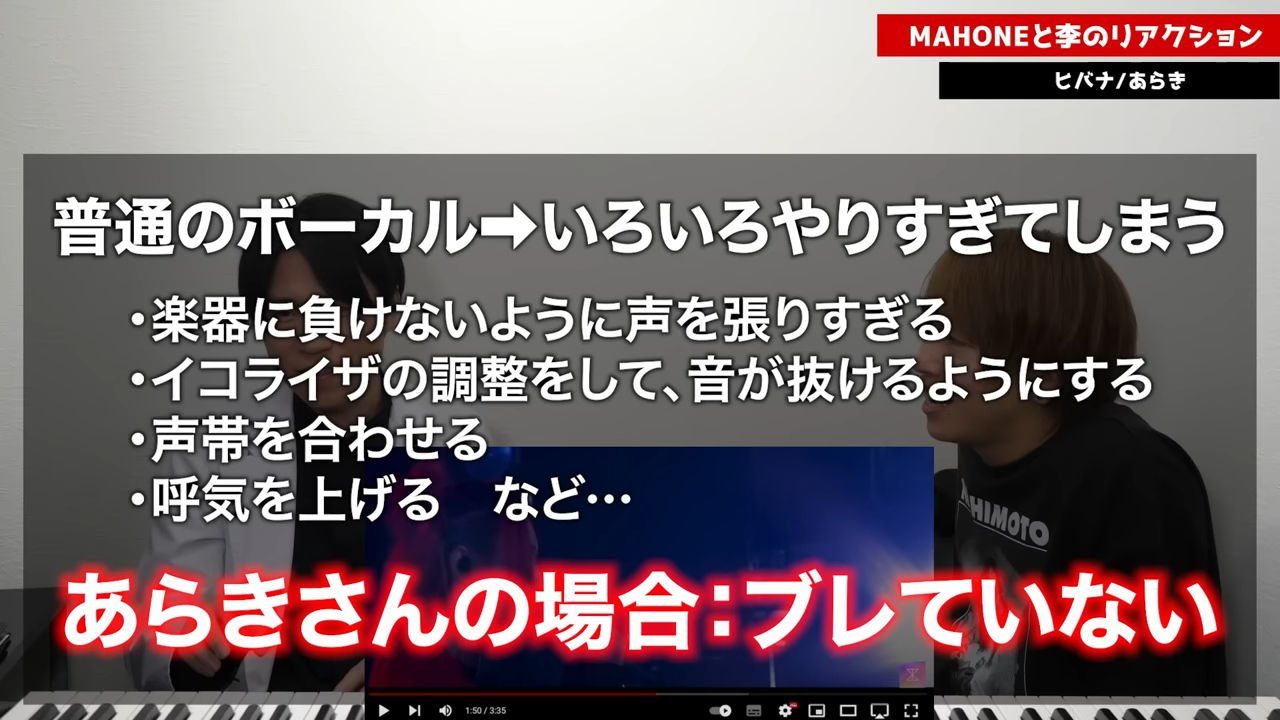 MAHONEと李のリアクション
ヒバナ/あらき
普通のボーカル➡いろいろやりすぎてしまう
・楽器に負けないように声を張りすぎる
・イコライザの調整をして、音が抜けるようにする
・声帯を合わせる
・呼気を上げる　など…
HIMOTO
あらきさんの場合：ブレていない
1:50 / 3:35